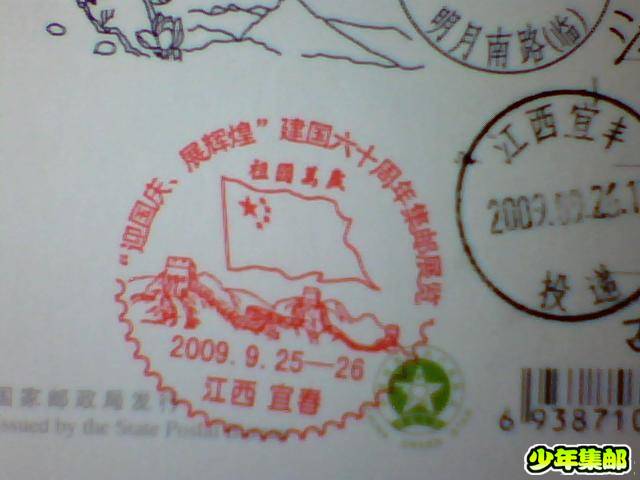 明月南路(临)
江西宜丰
2009.09.26.1
投递
“迎国庆、展辉煌”建国六十周年集邮展览
祖国万岁
2009.9.25—26
江西 宜春
国家邮政局发行
Issued by the State Postal
6 938710
少年集邮